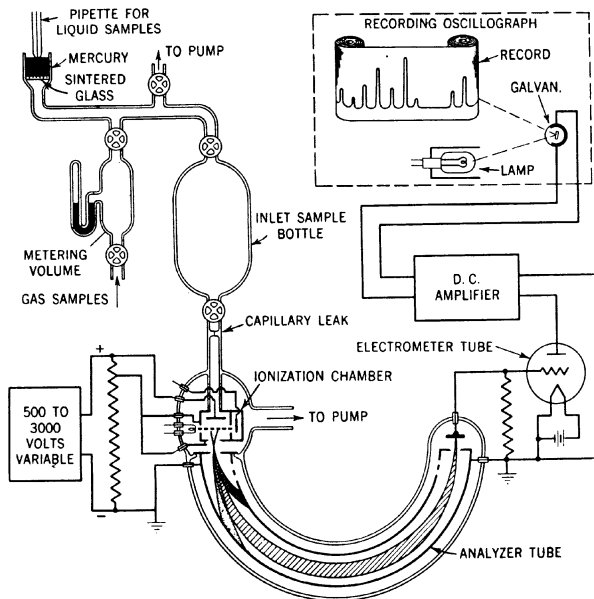 PIPETTE FOR
LIQUID SAMPLES
MERCURY
SINTERED
GLASS
TO PUMP
RECORDING OSCILLOGRAPH
RECORD
GALVAN.
LAMP
INLET SAMPLE
BOTTLE
METERING
VOLUME
GAS SAMPLES
D. C.
AMPLIFIER
CAPILLARY LEAK
ELECTROMETER TUBE
IONIZATION CHAMBER
+
500 TO
3000
VOLTS
VARIABLE
TO PUMP
−
ANALYZER TUBE